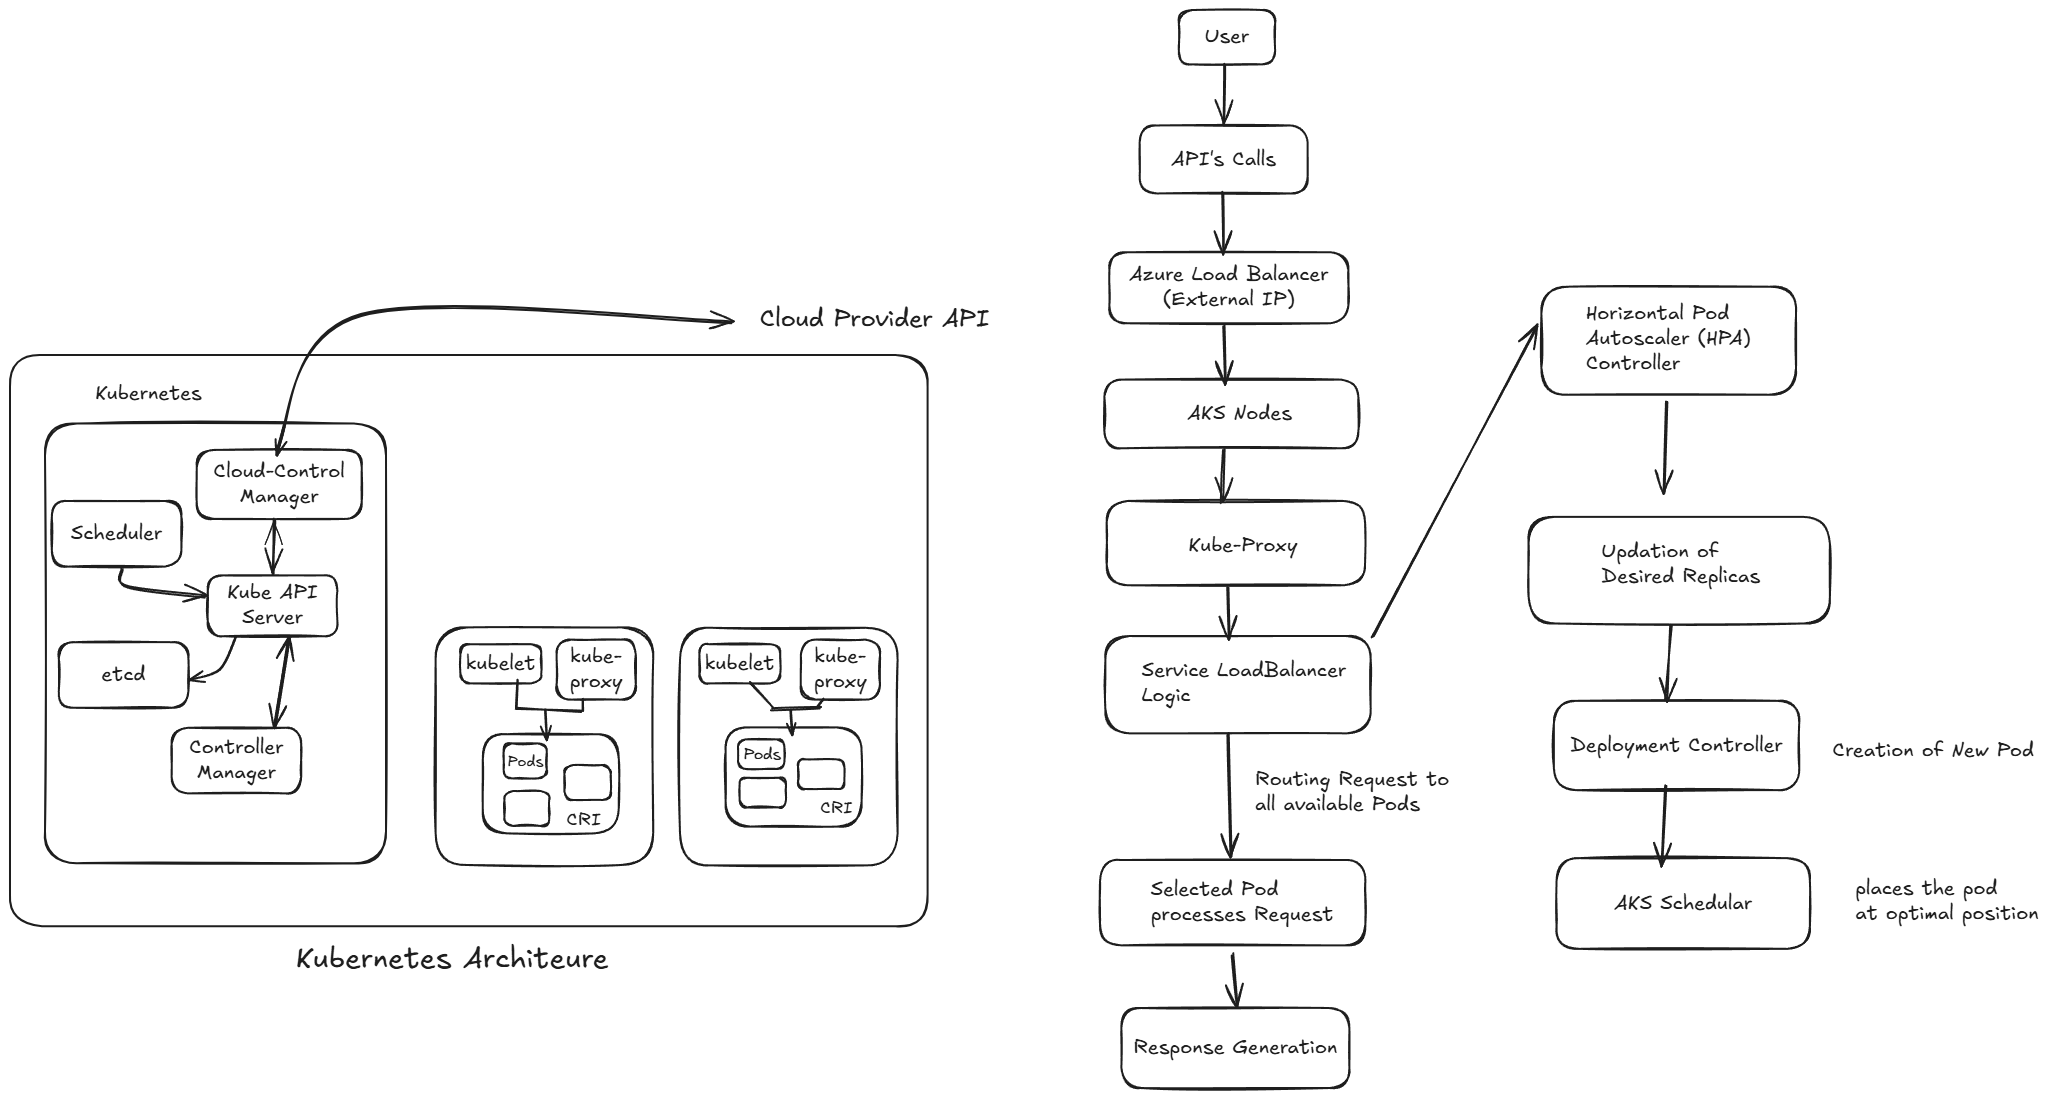 Cloud Provider API
Kubernetes
Cloud-Control
Manager
Scheduler
Kube API
Server
etcd
Controller
Manager
kubelet
kube-
proxy
Pods
CRI
kubelet
kube-
proxy
Pods
CRI
Kubernetes Architeure
User
API's Calls
Azure Load Balancer
(External IP)
AKS Nodes
Kube-Proxy
Service LoadBalancer
Logic
Routing Request to
all available Pods
Selected Pod
processes Request
Response Generation
Horizontal Pod
Autoscaler (HPA)
Controller
Updation of
Desired Replicas
Deployment Controller
Creation of New Pod
AKS Schedular
places the pod
at optimal position